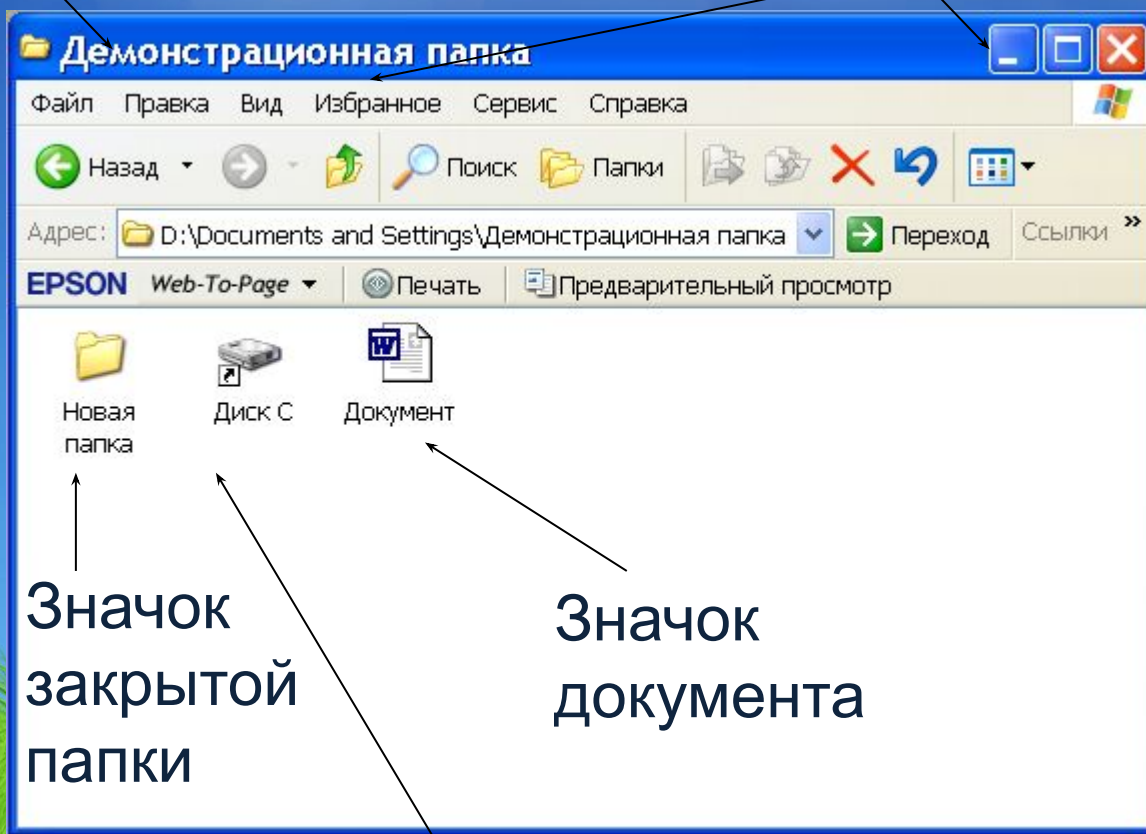 Демонстрационная папка
Файл Правка Вид Избранное Сервис Справка
Назад Поиск Папки
Адрес: D:\Documents and Settings\Демонстрационная папка Переход Ссылки »
EPSON Web-To-Page Печать Предварительный просмотр
Новая папка
Диск C
Документ
Значок
закрытой
папки
Значок
документа